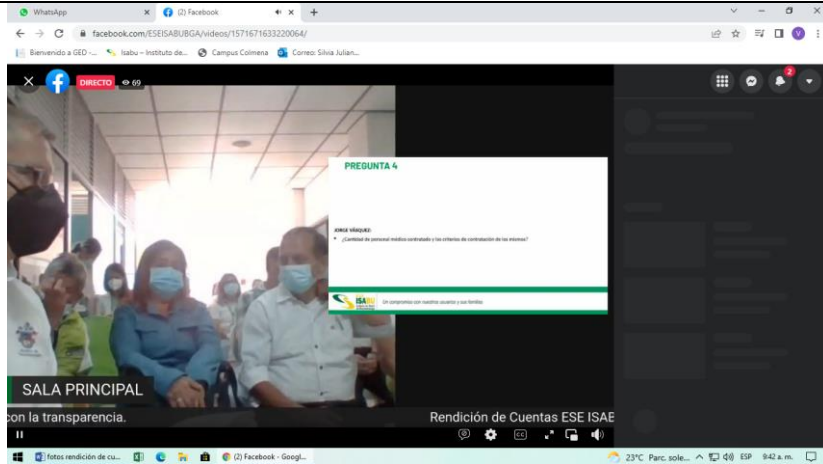 WhatsApp
(2) Facebook
facebook.com/ESEISABUBGA/videos/1571671633220064/
Bienvenido a GED -...
Isabu – Instituto de...
Campus Colmena
Correo: Silvia Julian...
V
DIRECTO
69
2
PREGUNTA 4
JORGE VÁSQUEZ:
¿Cantidad de personal médico contratado y los criterios de contratación de los mismos?
ISABU
Un compromiso con nuestros usuarios y sus familias
SALA PRINCIPAL
con la transparencia.
Rendición de Cuentas ESE ISAB
CC
fotos rendición de cu...
(2) Facebook - Googl...
23°C Parc. sole...
ESP
9:42 a. m.